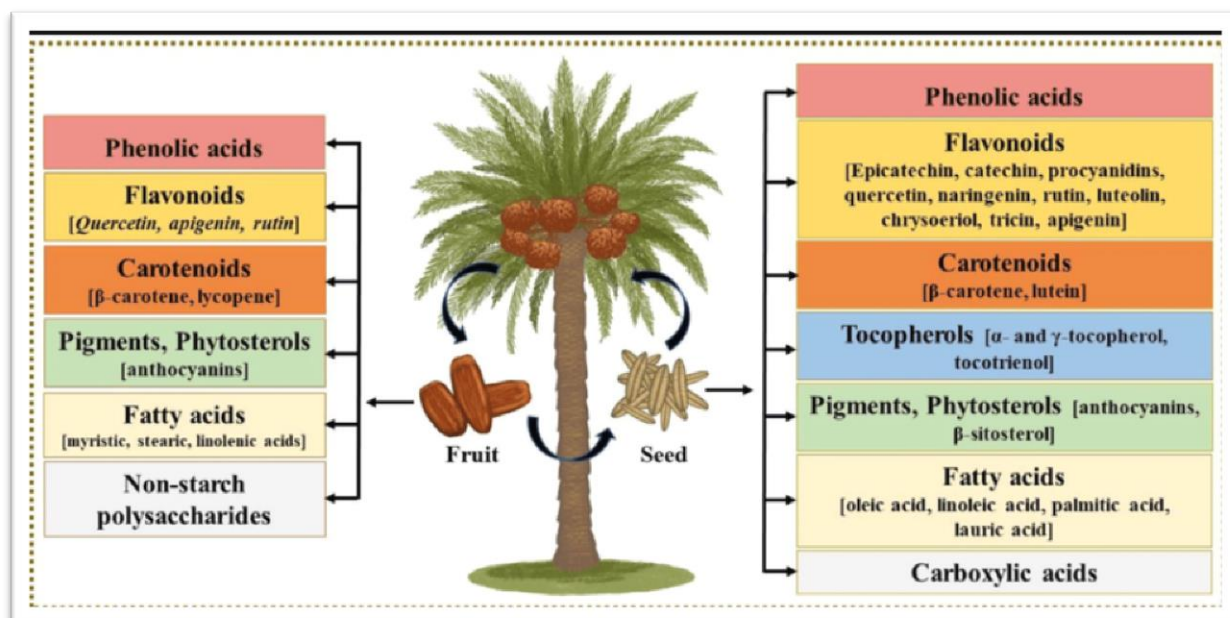 Phenolic acids
Flavonoids
[Quercetin, apigenin, rutin]
Carotenoids
[β-carotene, lycopene]
Pigments, Phytosterols
[anthocyanins]
Fatty acids
[myristic, stearic, linolenic acids]
Non-starch
polysaccharides
Fruit
Seed
Phenolic acids
Flavonoids
[Epicatechin, catechin, procyanidins,
quercetin, naringenin, rutin, luteolin,
chrysoeriol, tricin, apigenin]
Carotenoids
[β-carotene, lutein]
Tocopherols [α- and γ-tocopherol,
tocotrienol]
Pigments, Phytosterols [anthocyanins,
β-sitosterol]
Fatty acids
[oleic acid, linoleic acid, palmitic acid,
lauric acid]
Carboxylic acids